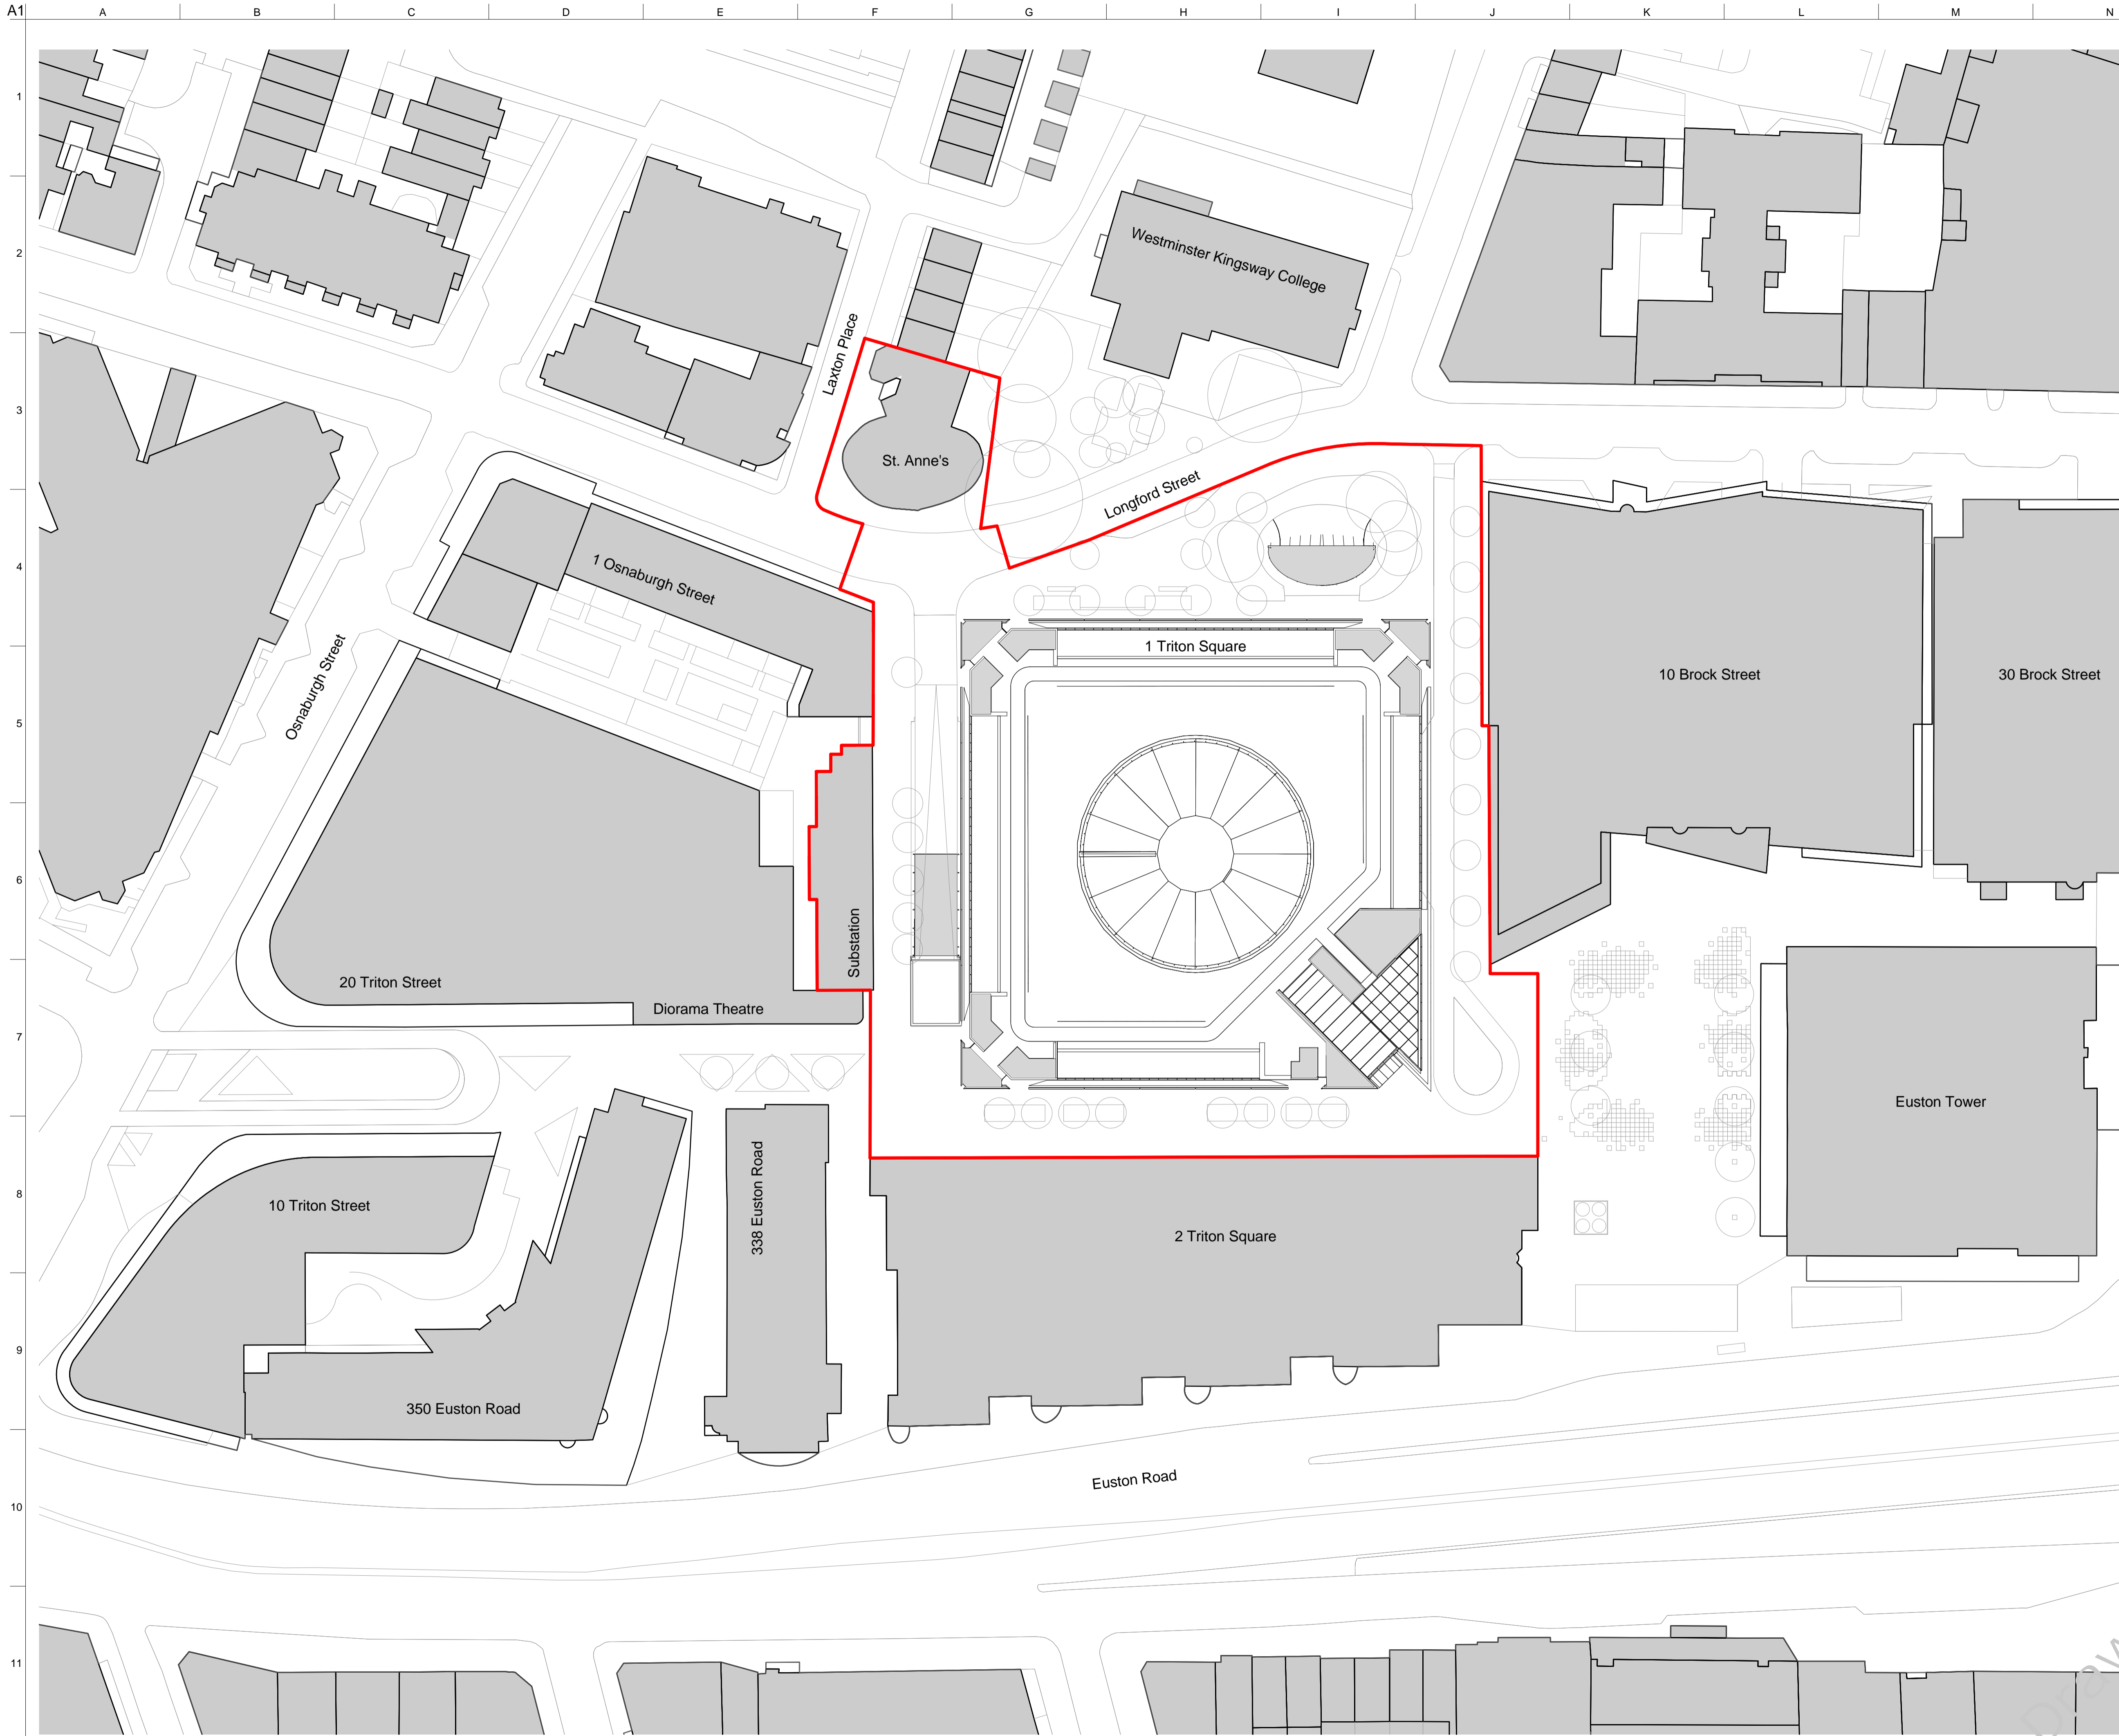 A1
A B C D E F G H I J K L M N
1
2
3
4
5
6
7
8
9
10
11
Westminster Kingsway College
Laxton Place
St. Anne's
Longford Street
1 Osnaburgh Street
Osnaburgh Street
1 Triton Square
10 Brock Street
30 Brock Street
Substation
20 Triton Street
Diorama Theatre
Euston Tower
338 Euston Road
10 Triton Street
2 Triton Square
350 Euston Road
Euston Road